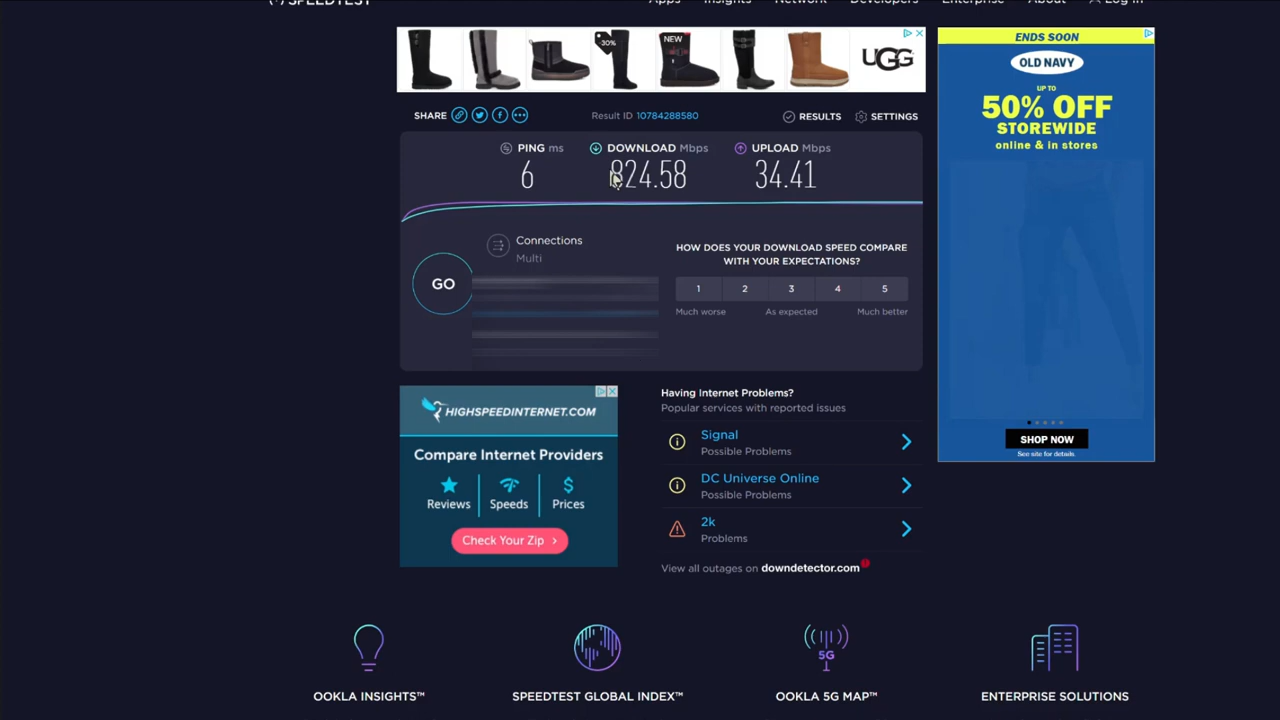 SPEEDTEST
Apps Insights Network Developers Enterprise About Log In
-30%
NEW
UGG
SHARE
Result ID 10784288580
RESULTS SETTINGS
PING ms
6
DOWNLOAD Mbps
824.58
UPLOAD Mbps
34.41
GO
Connections
Multi
HOW DOES YOUR DOWNLOAD SPEED COMPARE
WITH YOUR EXPECTATIONS?
1 2 3 4 5
Much worse As expected Much better
ENDS SOON
OLD NAVY
UP TO
50% OFF
STOREWIDE
online & in stores
SHOP NOW
See site for details.
HIGHSPEEDINTERNET.COM
Compare Internet Providers
Reviews Speeds Prices
Check Your Zip
Having Internet Problems?
Popular services with reported issues
Signal
Possible Problems
DC Universe Online
Possible Problems
2k
Problems
View all outages on downdetector.com
5G
OOKLA INSIGHTS™
SPEEDTEST GLOBAL INDEX™
OOKLA 5G MAP™
ENTERPRISE SOLUTIONS